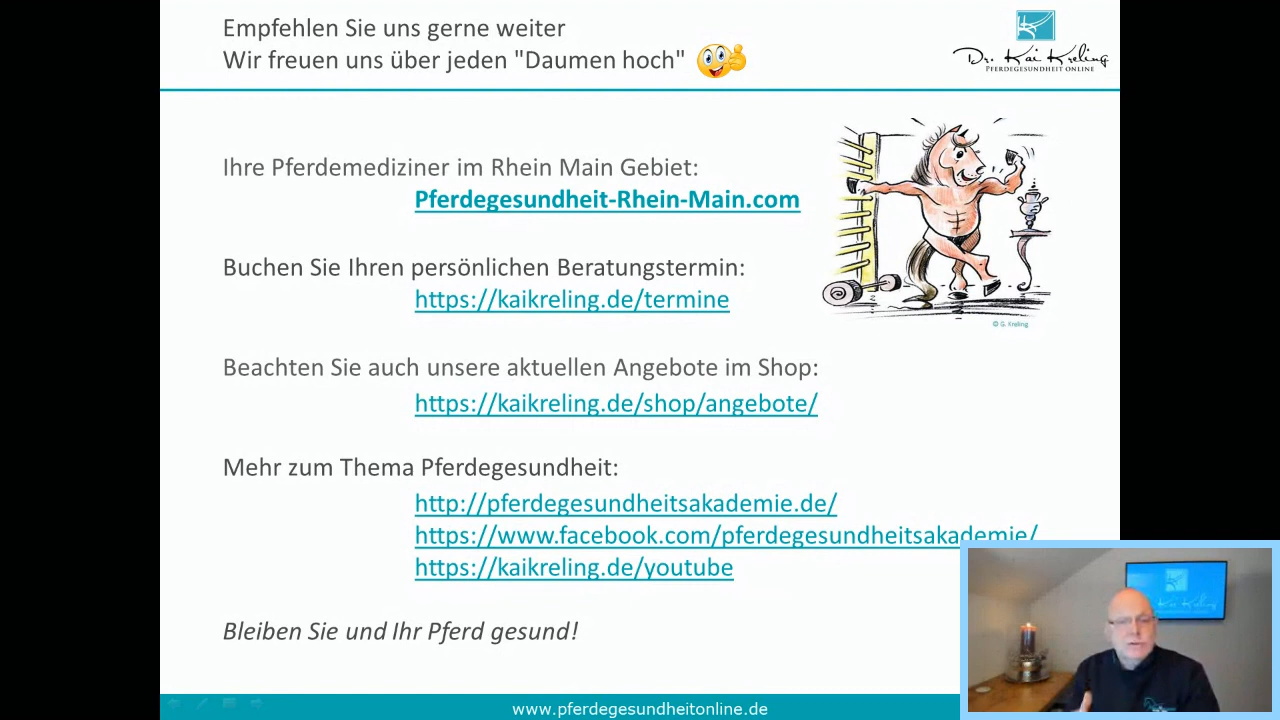 Empfehlen Sie uns gerne weiter
Wir freuen uns über jeden "Daumen hoch"
Dr. Kai Kreling
PFERDEGESUNDHEIT ONLINE
Ihre Pferdemediziner im Rhein Main Gebiet:
Pferdegesundheit-Rhein-Main.com
Buchen Sie Ihren persönlichen Beratungstermin:
https://kaikreling.de/termine
© G. Kreling
Beachten Sie auch unsere aktuellen Angebote im Shop:
https://kaikreling.de/shop/angebote/
Mehr zum Thema Pferdegesundheit:
http://pferdegesundheitsakademie.de/
https://www.facebook.com/pferdegesundheitsakademie/
https://kaikreling.de/youtube
Bleiben Sie und Ihr Pferd gesund!
www.pferdegesundheitonline.de